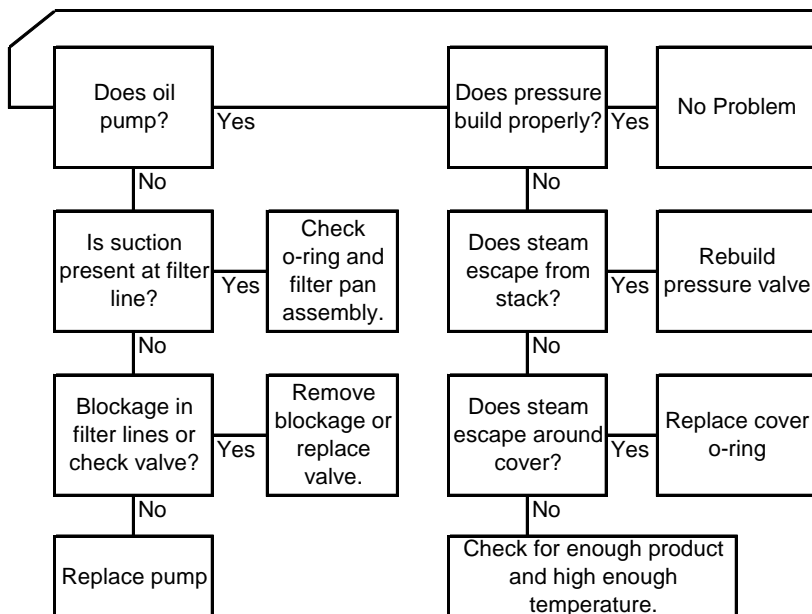 Does oil
pump?
Yes
Does pressure
build properly?
Yes
No Problem
No
No
Is suction
present at filter
line?
Yes
Check
o-ring and
filter pan
assembly.
Does steam
escape from
stack?
Yes
Rebuild
pressure valve
No
No
Blockage in
filter lines or
check valve?
Yes
Remove
blockage or
replace
valve.
Does steam
escape around
cover?
Yes
Replace cover
o-ring
No
No
Replace pump
Check for enough product
and high enough
temperature.